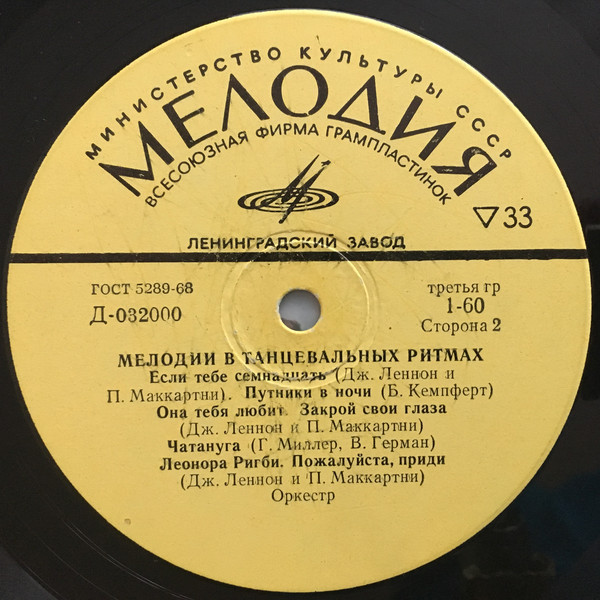 МИНИСТЕРСТВО КУЛЬТУРЫ СССР
МЕЛОДИЯ
ВСЕСОЮЗНАЯ ФИРМА ГРАМПЛАСТИНОК
33
ЛЕНИНГРАДСКИЙ ЗАВОД
ГОСТ 5289-68
третья гр
Д-032000
1-60
Сторона 2
МЕЛОДИИ В ТАНЦЕВАЛЬНЫХ РИТМАХ
Если тебе семнадцать (Дж. Леннон и
П. Маккартни). Путники в ночи (Б. Кемпферт)
Она тебя любит. Закрой свои глаза
(Дж. Леннон и П. Маккартни)
Чатануга (Г. Миллер, В. Герман)
Леонора Ригби. Пожалуйста, приди
(Дж. Леннон и П. Маккартни)
Оркестр